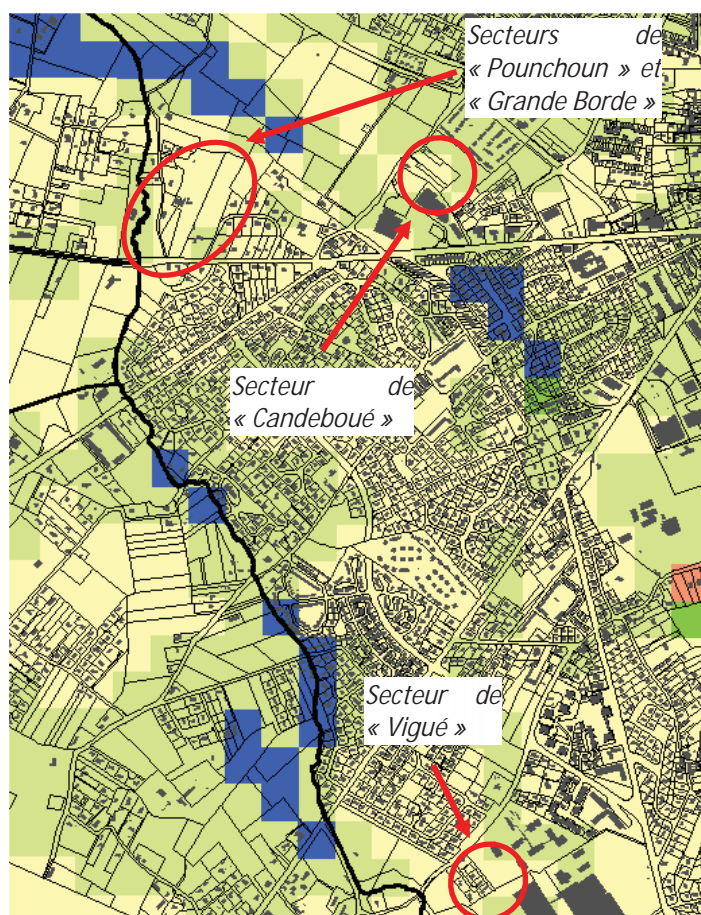 Secteurs de
« Pounchoun » et
« Grande Borde »
Secteur de
« Candeboué »
Secteur de
« Vigué »